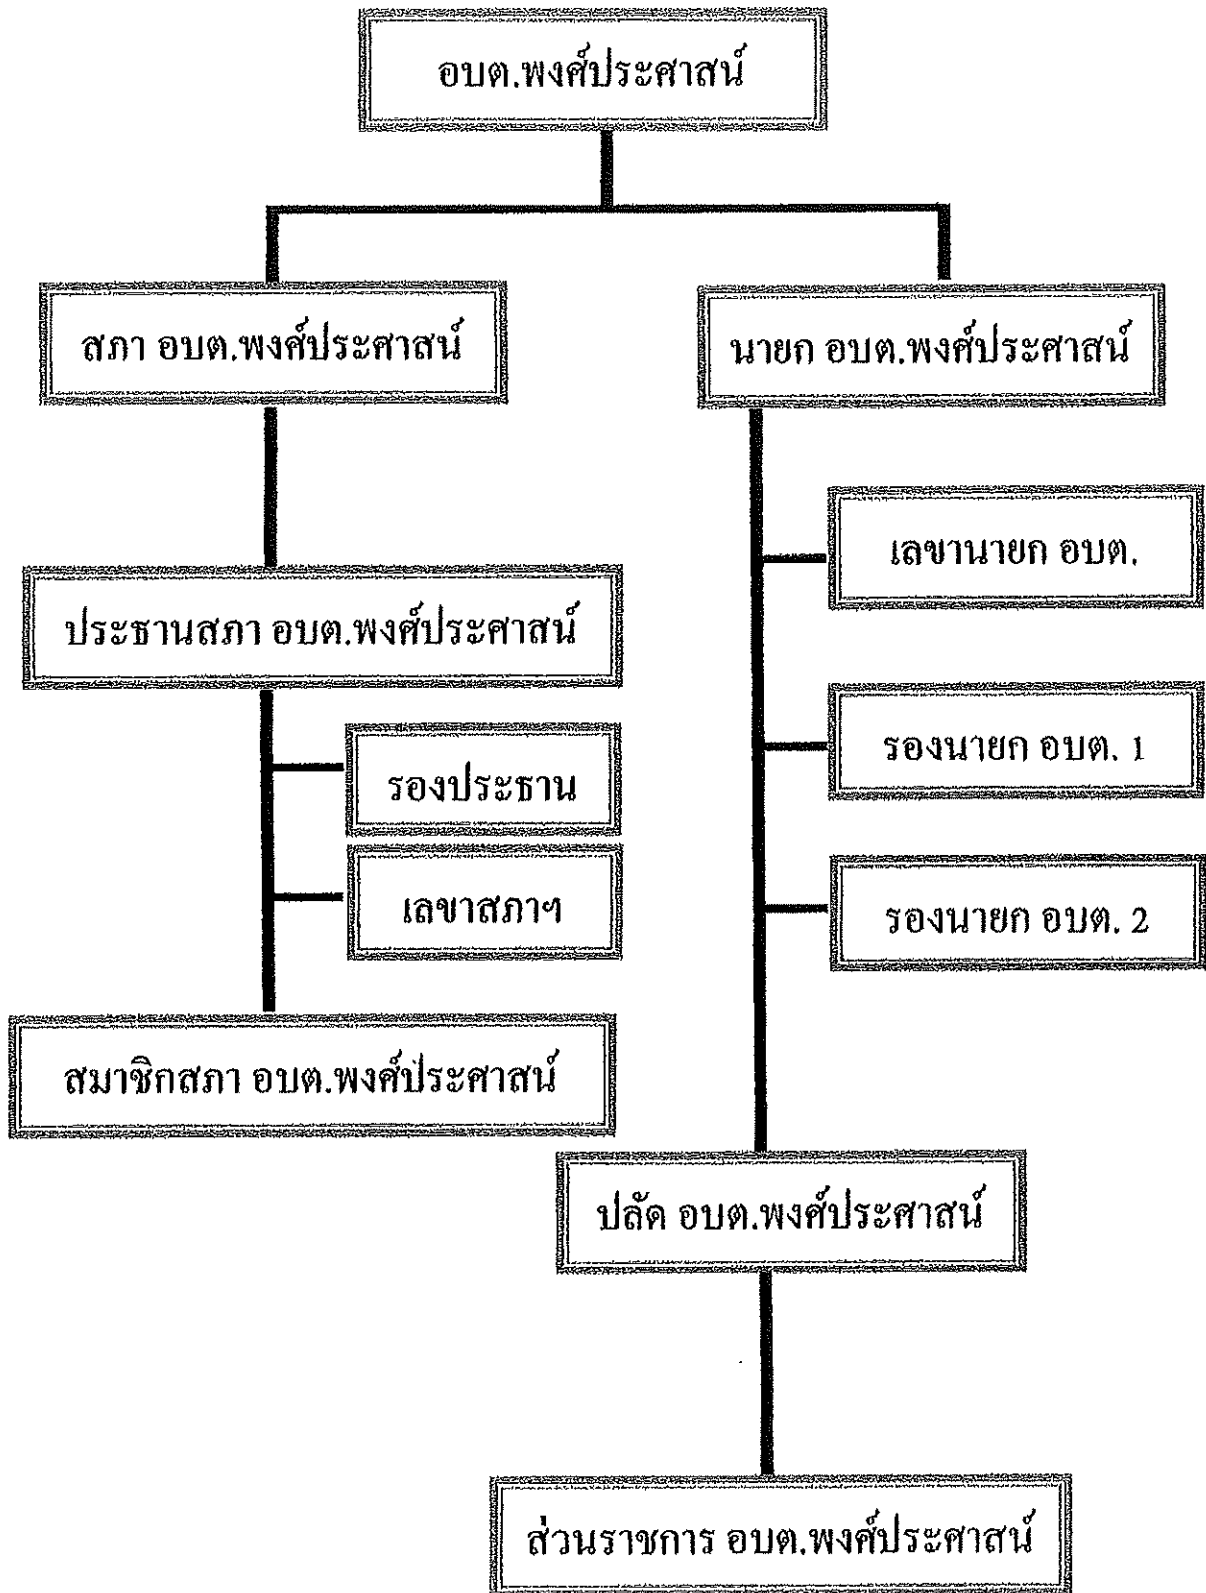 อบต.พงศ์ประศาสน์
สภา อบต.พงศ์ประศาสน์
นายก อบต.พงศ์ประศาสน์
เลขานายก อบต.
ประธานสภา อบต.พงศ์ประศาสน์
รองประธาน
รองนายก อบต. 1
เลขาสภาฯ
รองนายก อบต. 2
สมาชิกสภา อบต.พงศ์ประศาสน์
ปลัด อบต.พงศ์ประศาสน์
ส่วนราชการ อบต.พงศ์ประศาสน์